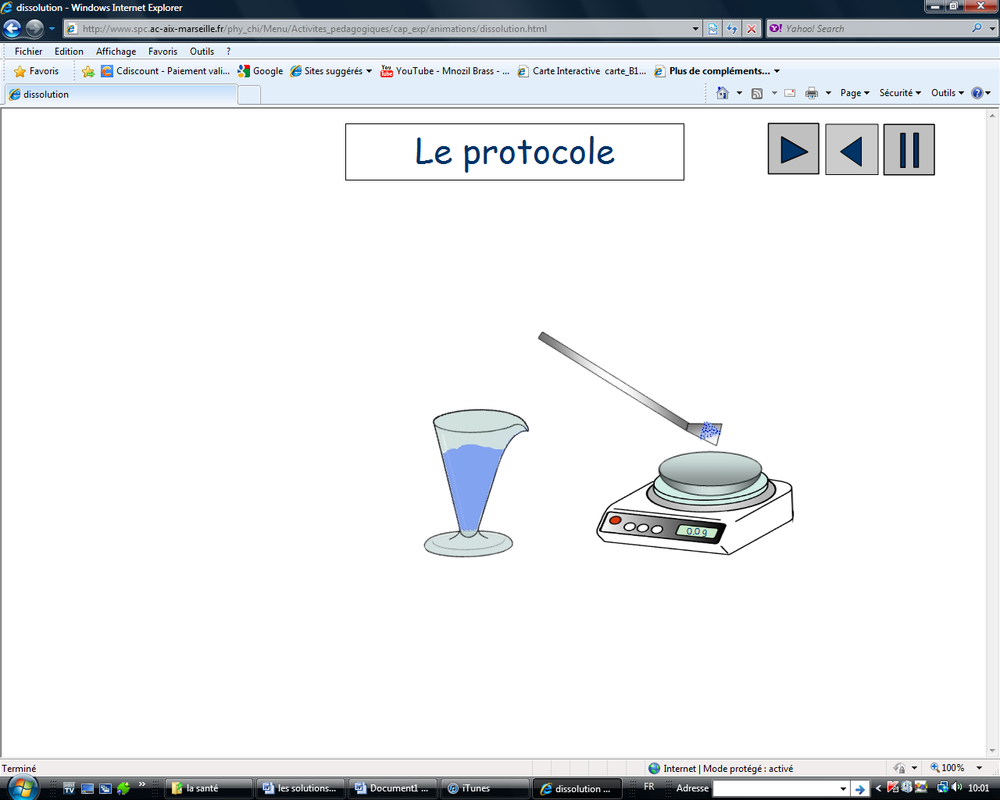 dissolution - Windows Internet Explorer
http://www.spc.ac-aix-marseille.fr/phy_chi/Menu/Activites_pedagogiques/cap_exp/animations/dissolution.html
Yahoo! Search
Fichier Edition Affichage Favoris Outils ?
Favoris Cdiscount - Paiement vali... Google Sites suggérés YouTube - Mnozil Brass - ... Carte Interactive carte_B1... Plus de compléments...
dissolution
Page Sécurité Outils
Le protocole
0,0 g
Terminé
Internet | Mode protégé : activé
100%
la santé
les solutions...
Document1 ...
iTunes
dissolution ...
FR
Adresse
10:01